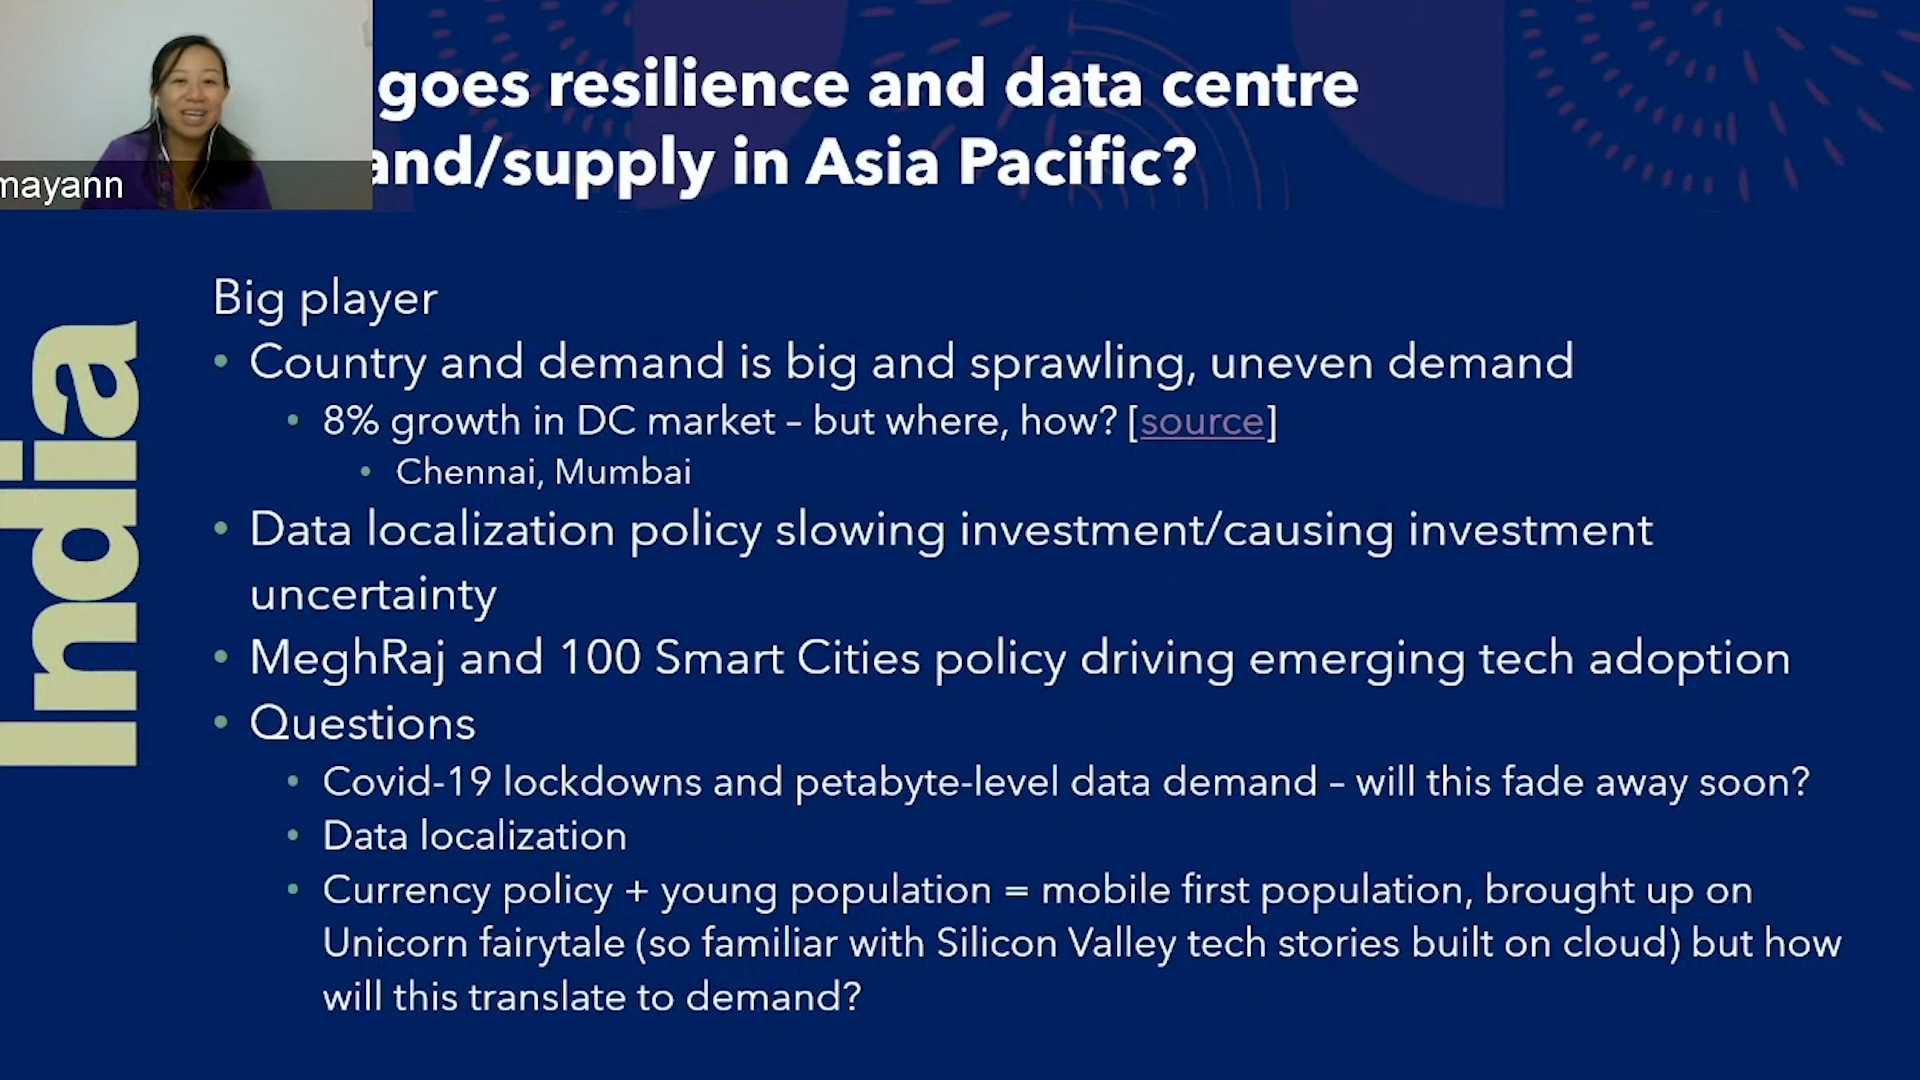 goes resilience and data centre
and/supply in Asia Pacific?
mayann
India
Big player
• Country and demand is big and sprawling, uneven demand
• 8% growth in DC market – but where, how? [source]
• Chennai, Mumbai
• Data localization policy slowing investment/causing investment
uncertainty
• MeghRaj and 100 Smart Cities policy driving emerging tech adoption
• Questions
• Covid-19 lockdowns and petabyte-level data demand – will this fade away soon?
• Data localization
• Currency policy + young population = mobile first population, brought up on
Unicorn fairytale (so familiar with Silicon Valley tech stories built on cloud) but how
will this translate to demand?